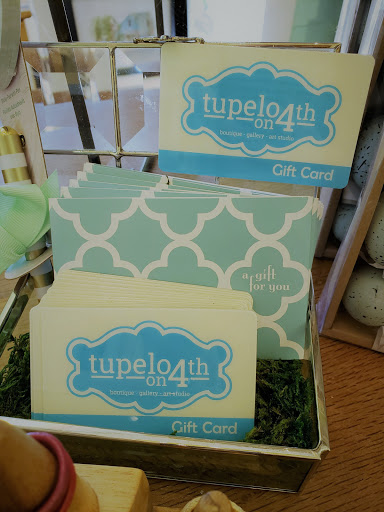 tupelo 4th
on
boutique - gallery - art studio
Gift Card
a gift
for you
tupelo 4th
on
boutique - gallery - art studio
Gift Card